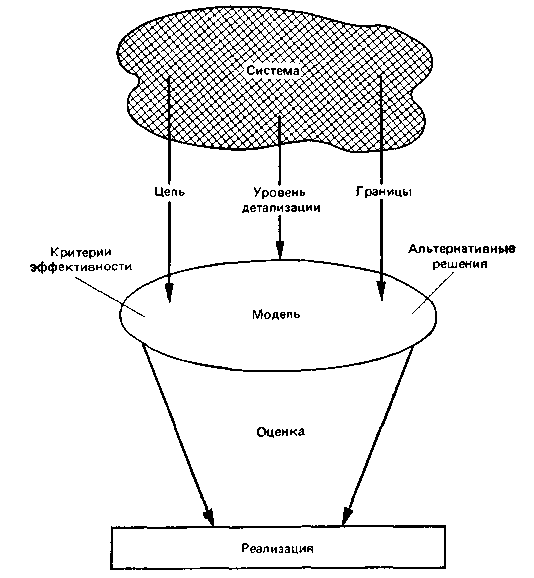 Система
Цель
Уровень
детализации
Границы
Критерии
эффективности
Альтернативные
решения
Модель
Оценка
Реализация